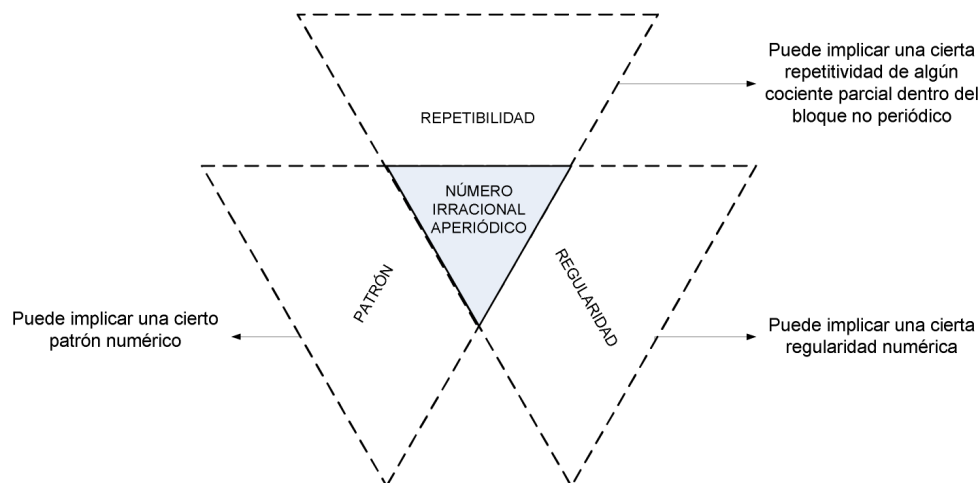 Puede implicar una cierta
repetitividad de algún
cociente parcial dentro del
bloque no periódico
REPETIBILIDAD
NÚMERO
IRRACIONAL
APERIÓDICO
PATRÓN
REGULARIDAD
Puede implicar una cierto
patrón numérico
Puede implicar una cierta
regularidad numérica